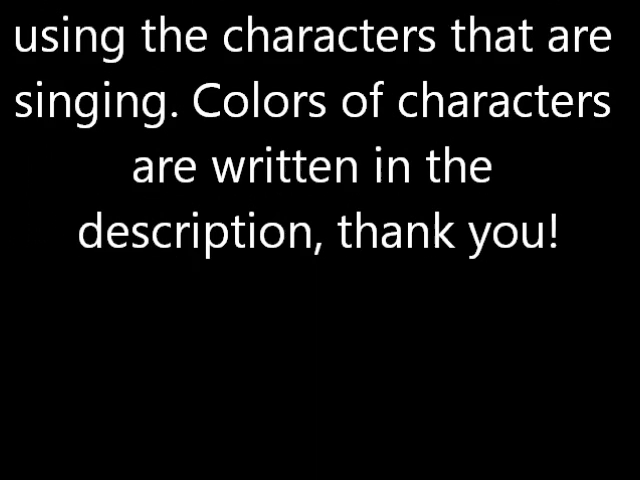 using the characters that are
singing. Colors of characters
are written in the
description, thank you!